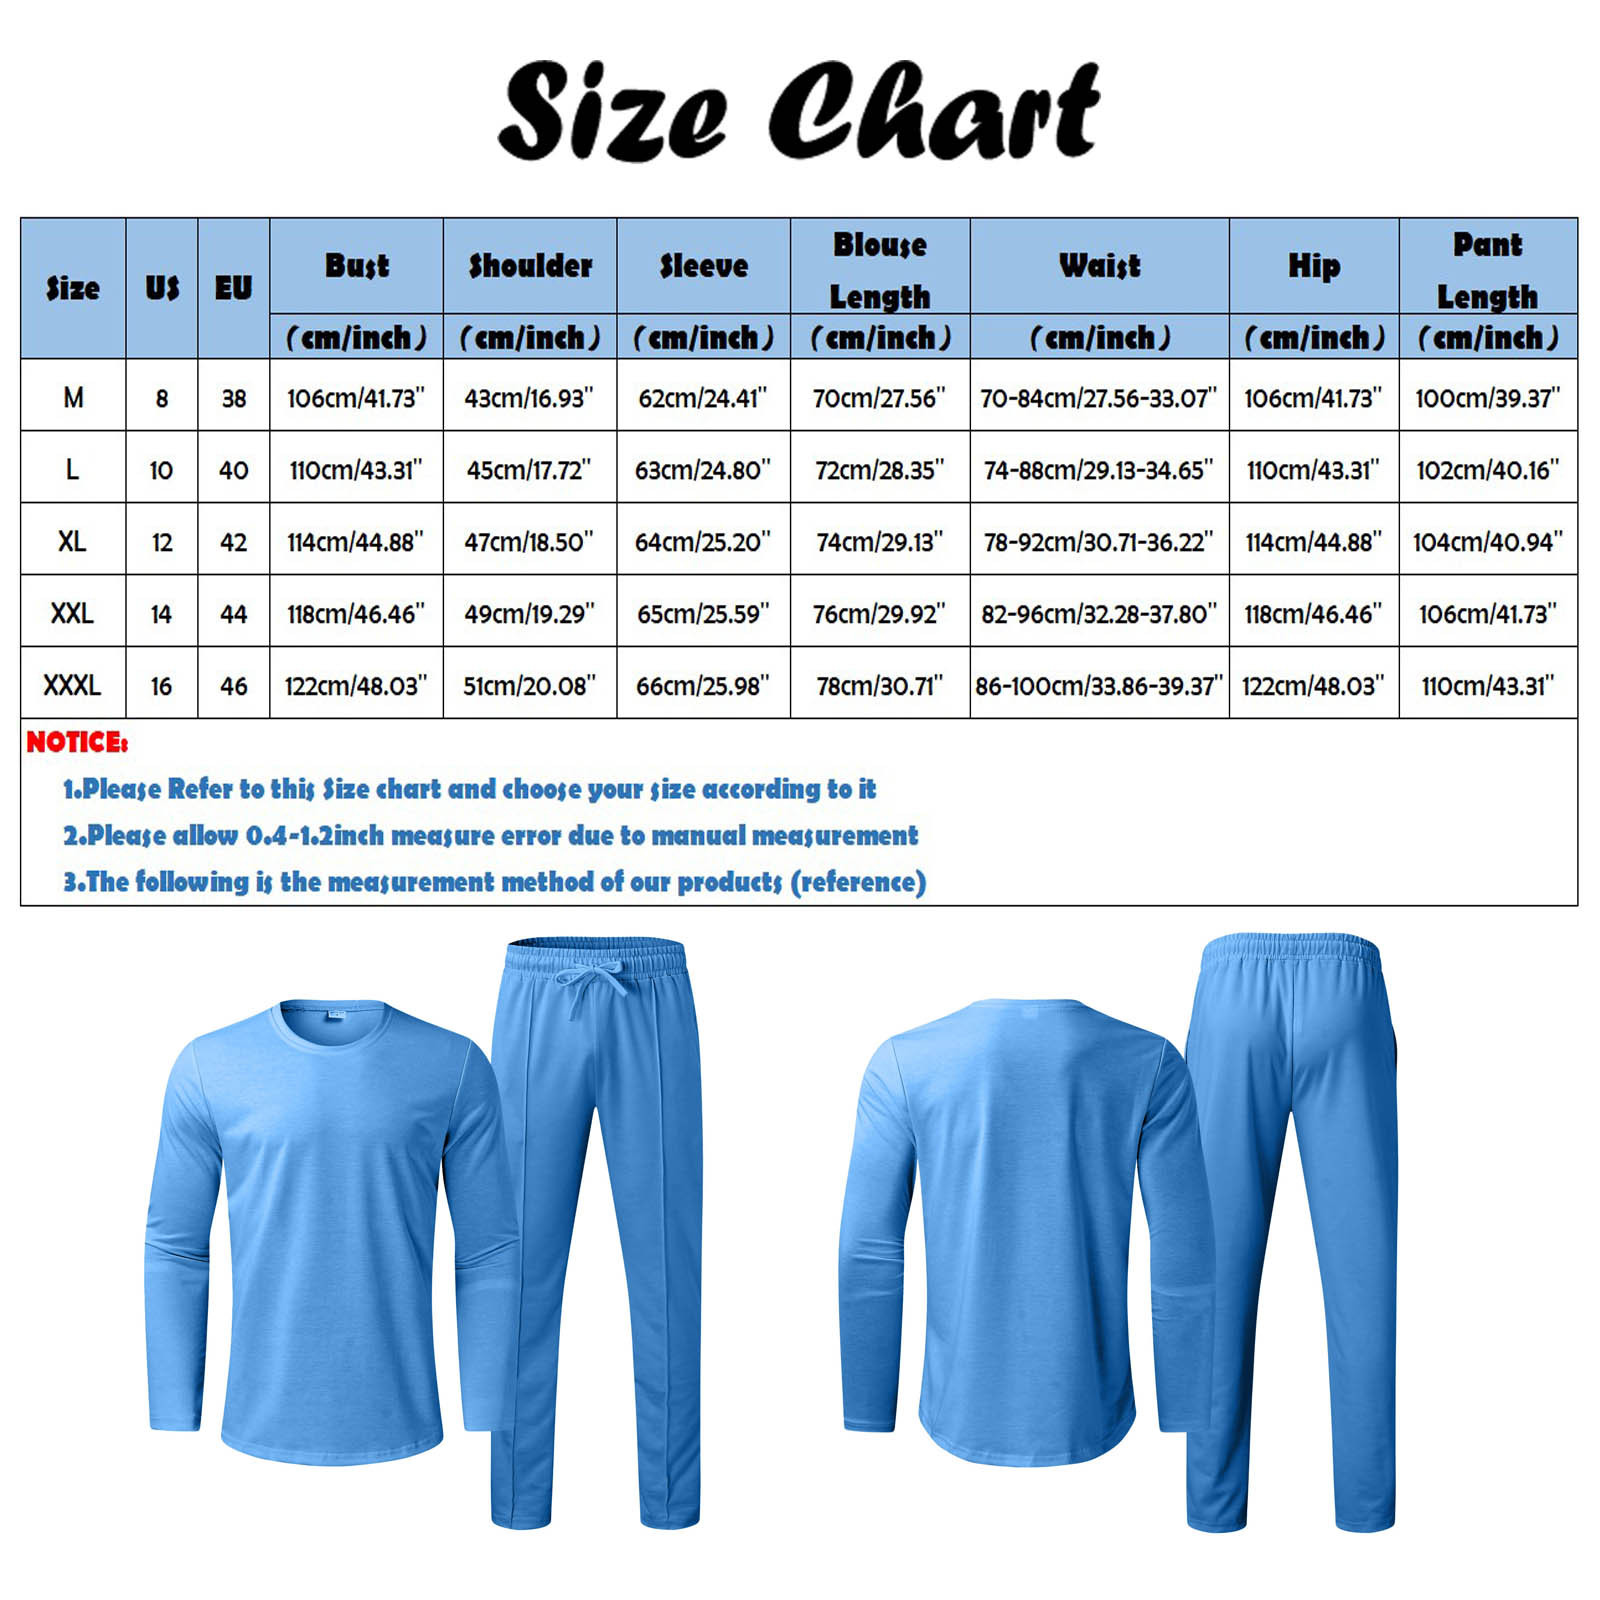 Size Chart
Size US EU Bust Shoulder Sleeve Blouse Length Waist Hip Pant Length
(cm/inch) (cm/inch) (cm/inch) (cm/inch) (cm/inch) (cm/inch) (cm/inch)
M 8 38 106cm/41.73" 43cm/16.93" 62cm/24.41" 70cm/27.56" 70-84cm/27.56-33.07" 106cm/41.73" 100cm/39.37"
L 10 40 110cm/43.31" 45cm/17.72" 63cm/24.80" 72cm/28.35" 74-88cm/29.13-34.65" 110cm/43.31" 102cm/40.16"
XL 12 42 114cm/44.88" 47cm/18.50" 64cm/25.20" 74cm/29.13" 78-92cm/30.71-36.22" 114cm/44.88" 104cm/40.94"
XXL 14 44 118cm/46.46" 49cm/19.29" 65cm/25.59" 76cm/29.92" 82-96cm/32.28-37.80" 118cm/46.46" 106cm/41.73"
XXXL 16 46 122cm/48.03" 51cm/20.08" 66cm/25.98" 78cm/30.71" 86-100cm/33.86-39.37" 122cm/48.03" 110cm/43.31"
NOTICE:
1.Please Refer to this Size chart and choose your size according to it
2.Please allow 0.4-1.2inch measure error due to manual measurement
3.The following is the measurement method of our products (reference)